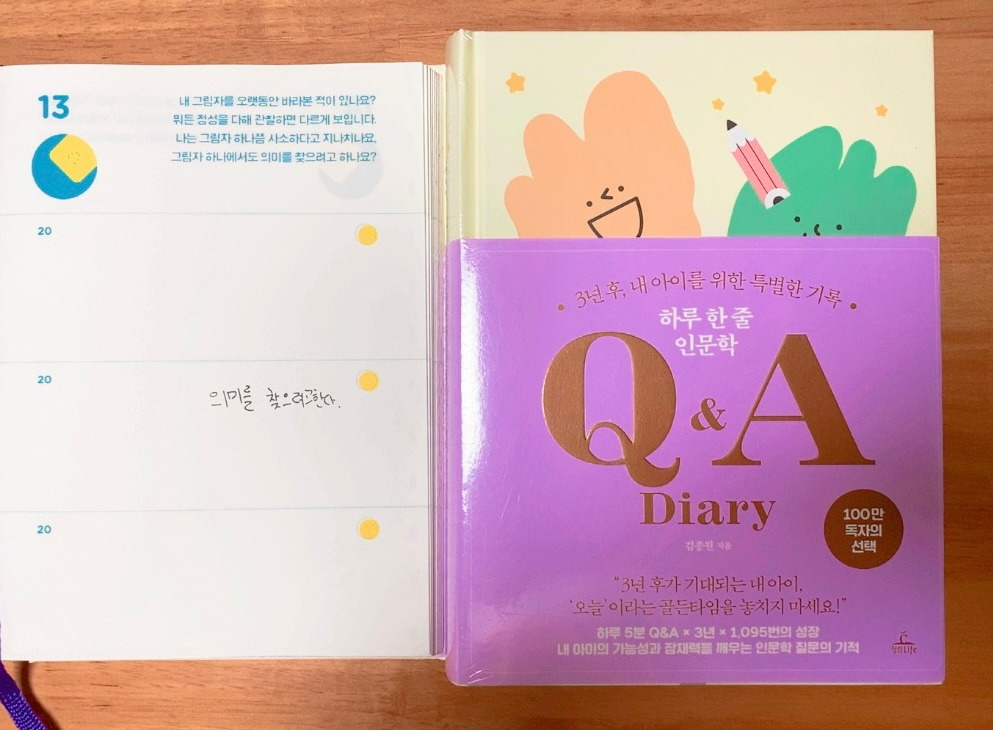 13
내 그림자를 오랫동안 바라본 적이 있나요?
뭐든 정성을 다해 관찰하면 다르게 보입니다.
나는 그림자 하나쯤 사소하다고 지나치나요,
그림자 하나에서도 의미를 찾으려고 하나요?
20
20
의미를 찾으려고한다.
20
3년 후, 내 아이를 위한 특별한 기록
하루 한 줄
인문학
Q & A
Diary
김종원 지음
100만
독자의
선택
“3년 후가 기대되는 내 아이,
‘오늘’이라는 골든타임을 놓치지 마세요!”
하루 5분 Q&A × 3년 × 1,095번의 성장
내 아이의 가능성과 잠재력을 깨우는 인문학 질문의 기적
청림Life